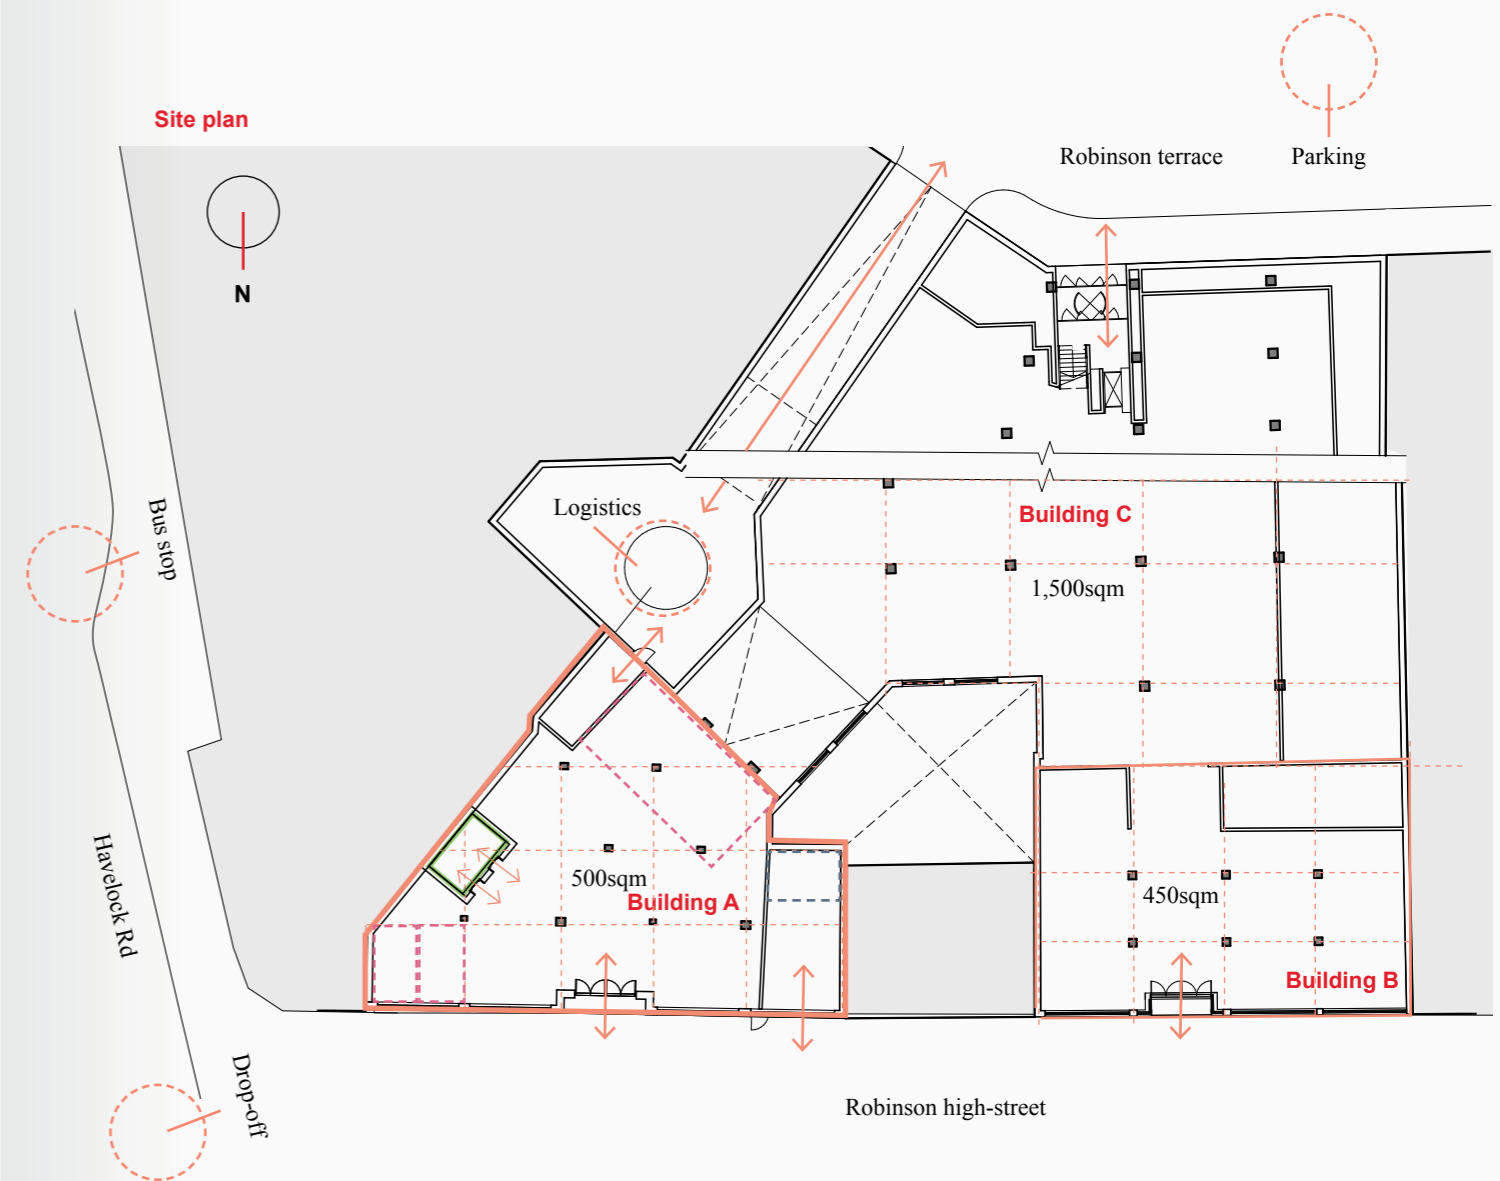 Site plan
Robinson terrace
Parking
N
Logistics
Bus stop
Building C
1,500sqm
Havelock Rd
500sqm
Building A
450sqm
Building B
Drop-off
Robinson high-street